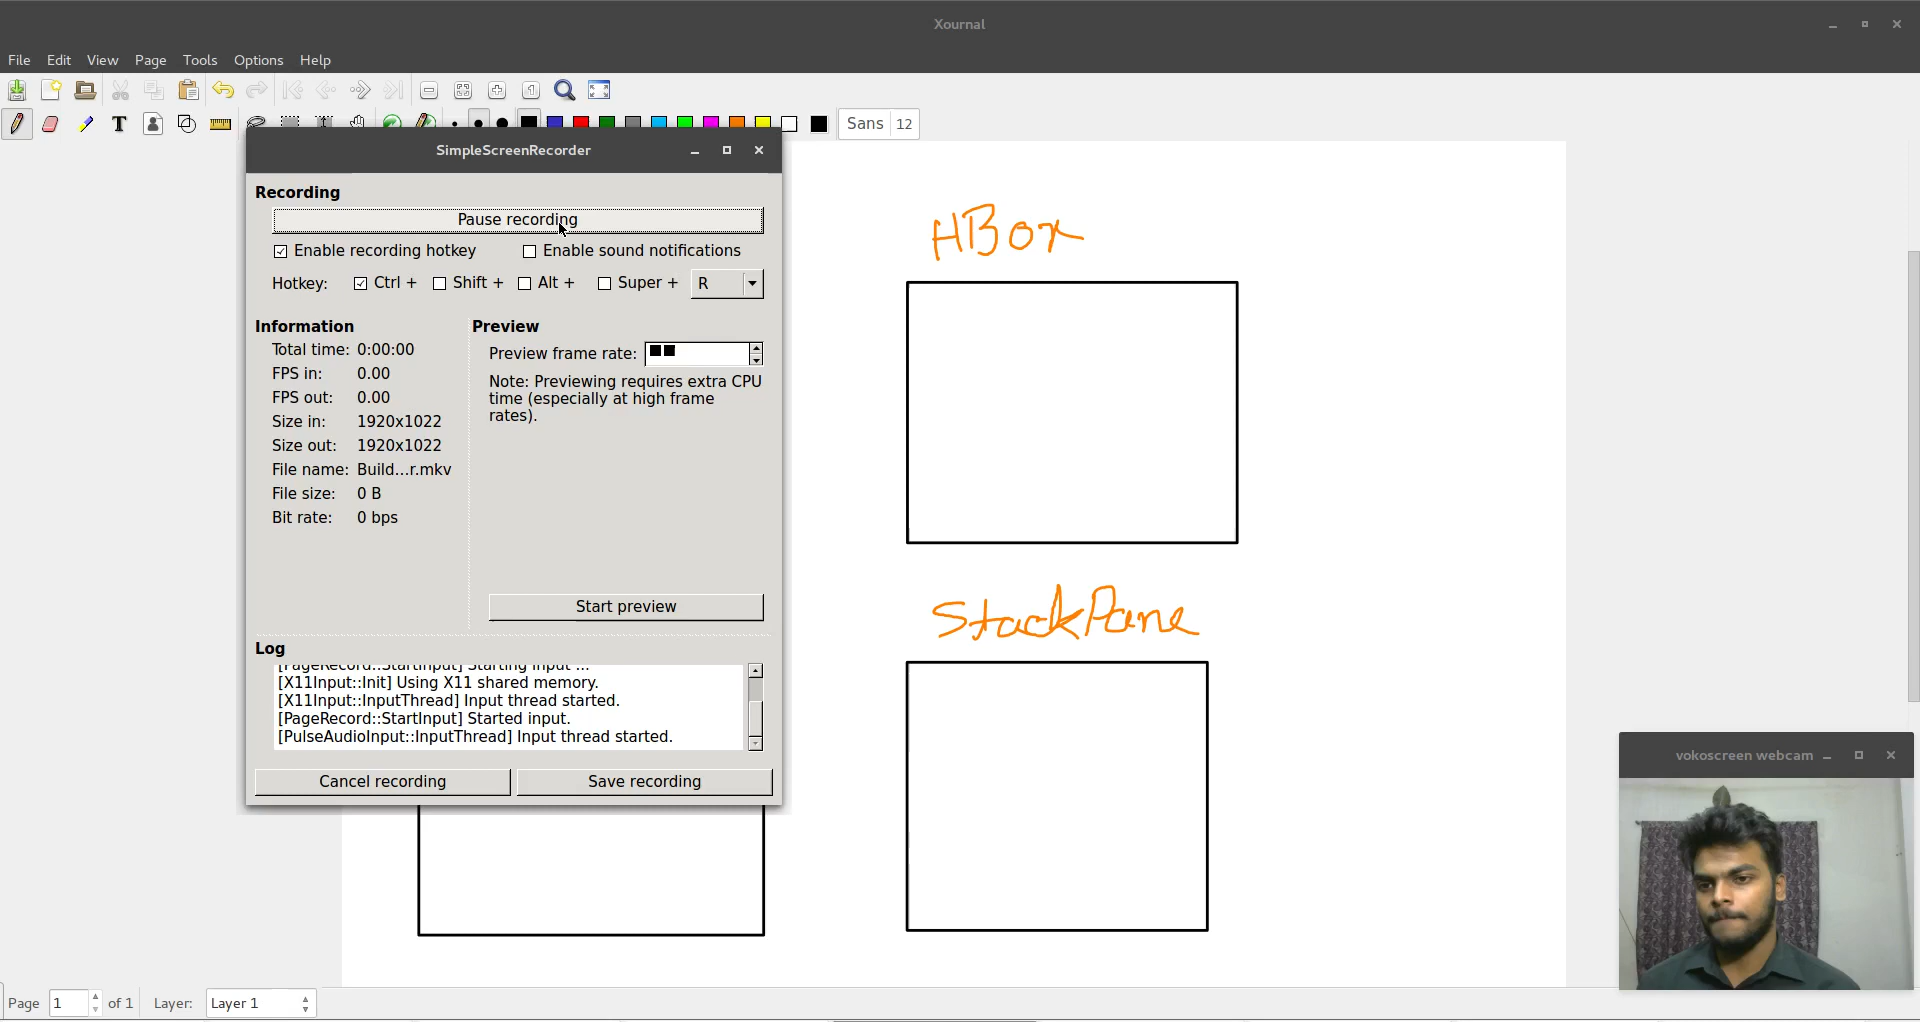 Xournal
File Edit View Page Tools Options Help
Sans 12
SimpleScreenRecorder
Recording
Pause recording
Enable recording hotkey Enable sound notifications
Hotkey: Ctrl + Shift + Alt + Super + R
Information
Total time: 0:00:00
FPS in: 0.00
FPS out: 0.00
Size in: 1920x1022
Size out: 1920x1022
File name: Build...r.mkv
File size: 0 B
Bit rate: 0 bps
Preview
Preview frame rate:
Note: Previewing requires extra CPU
time (especially at high frame
rates).
Start preview
Log
[PageRecord::StartInput] Starting input ...
[X11Input::Init] Using X11 shared memory.
[X11Input::InputThread] Input thread started.
[PageRecord::StartInput] Started input.
[PulseAudioInput::InputThread] Input thread started.
Cancel recording Save recording
HBox
StackPane
vokoscreen webcam
Page 1 of 1 Layer: Layer 1